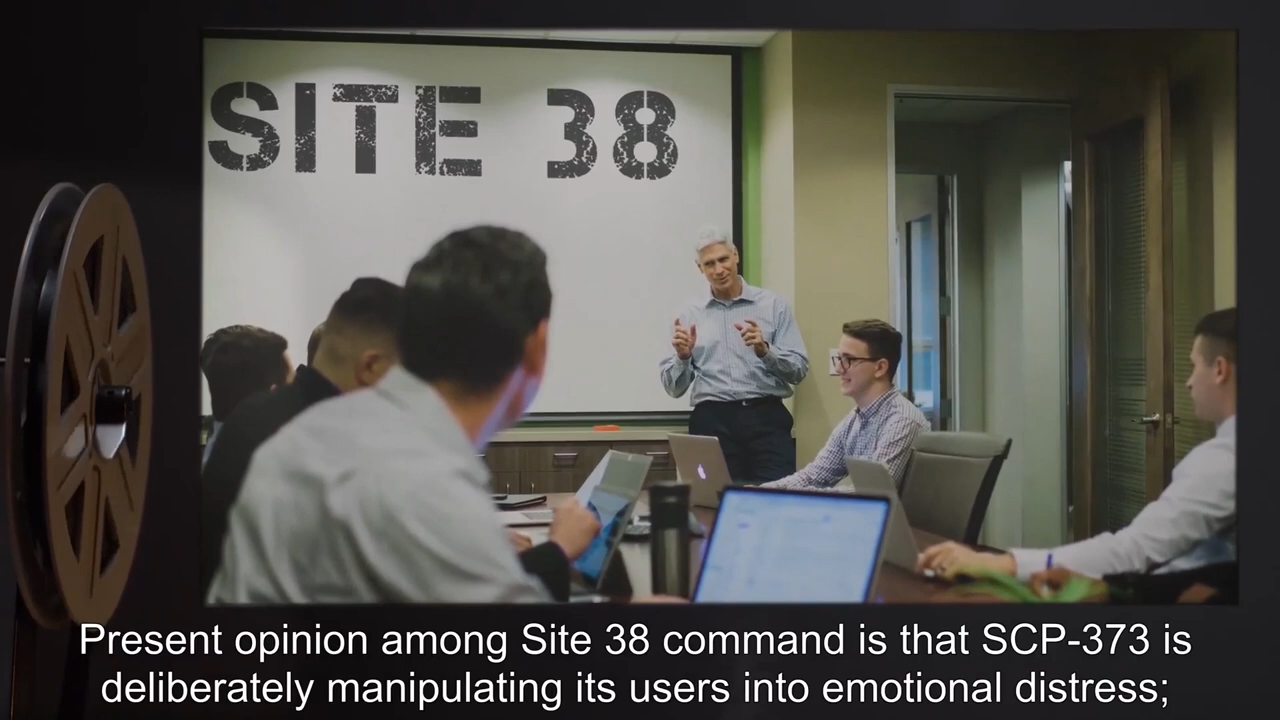 SITE 38
Present opinion among Site 38 command is that SCP-373 is
deliberately manipulating its users into emotional distress;